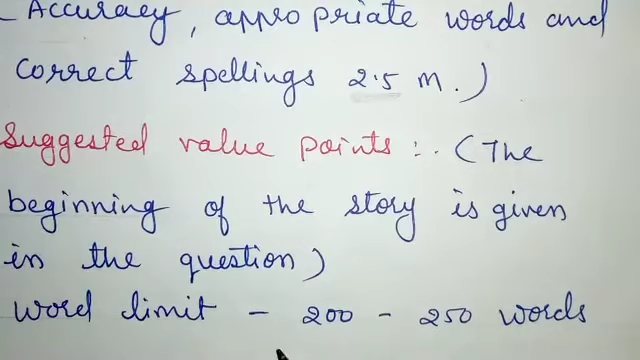 - Accuracy, appropriate words and
correct spellings 2.5 m.)
Suggested value points :- (The
beginning of the story is given
in the question)
Word limit - 200 - 250 words